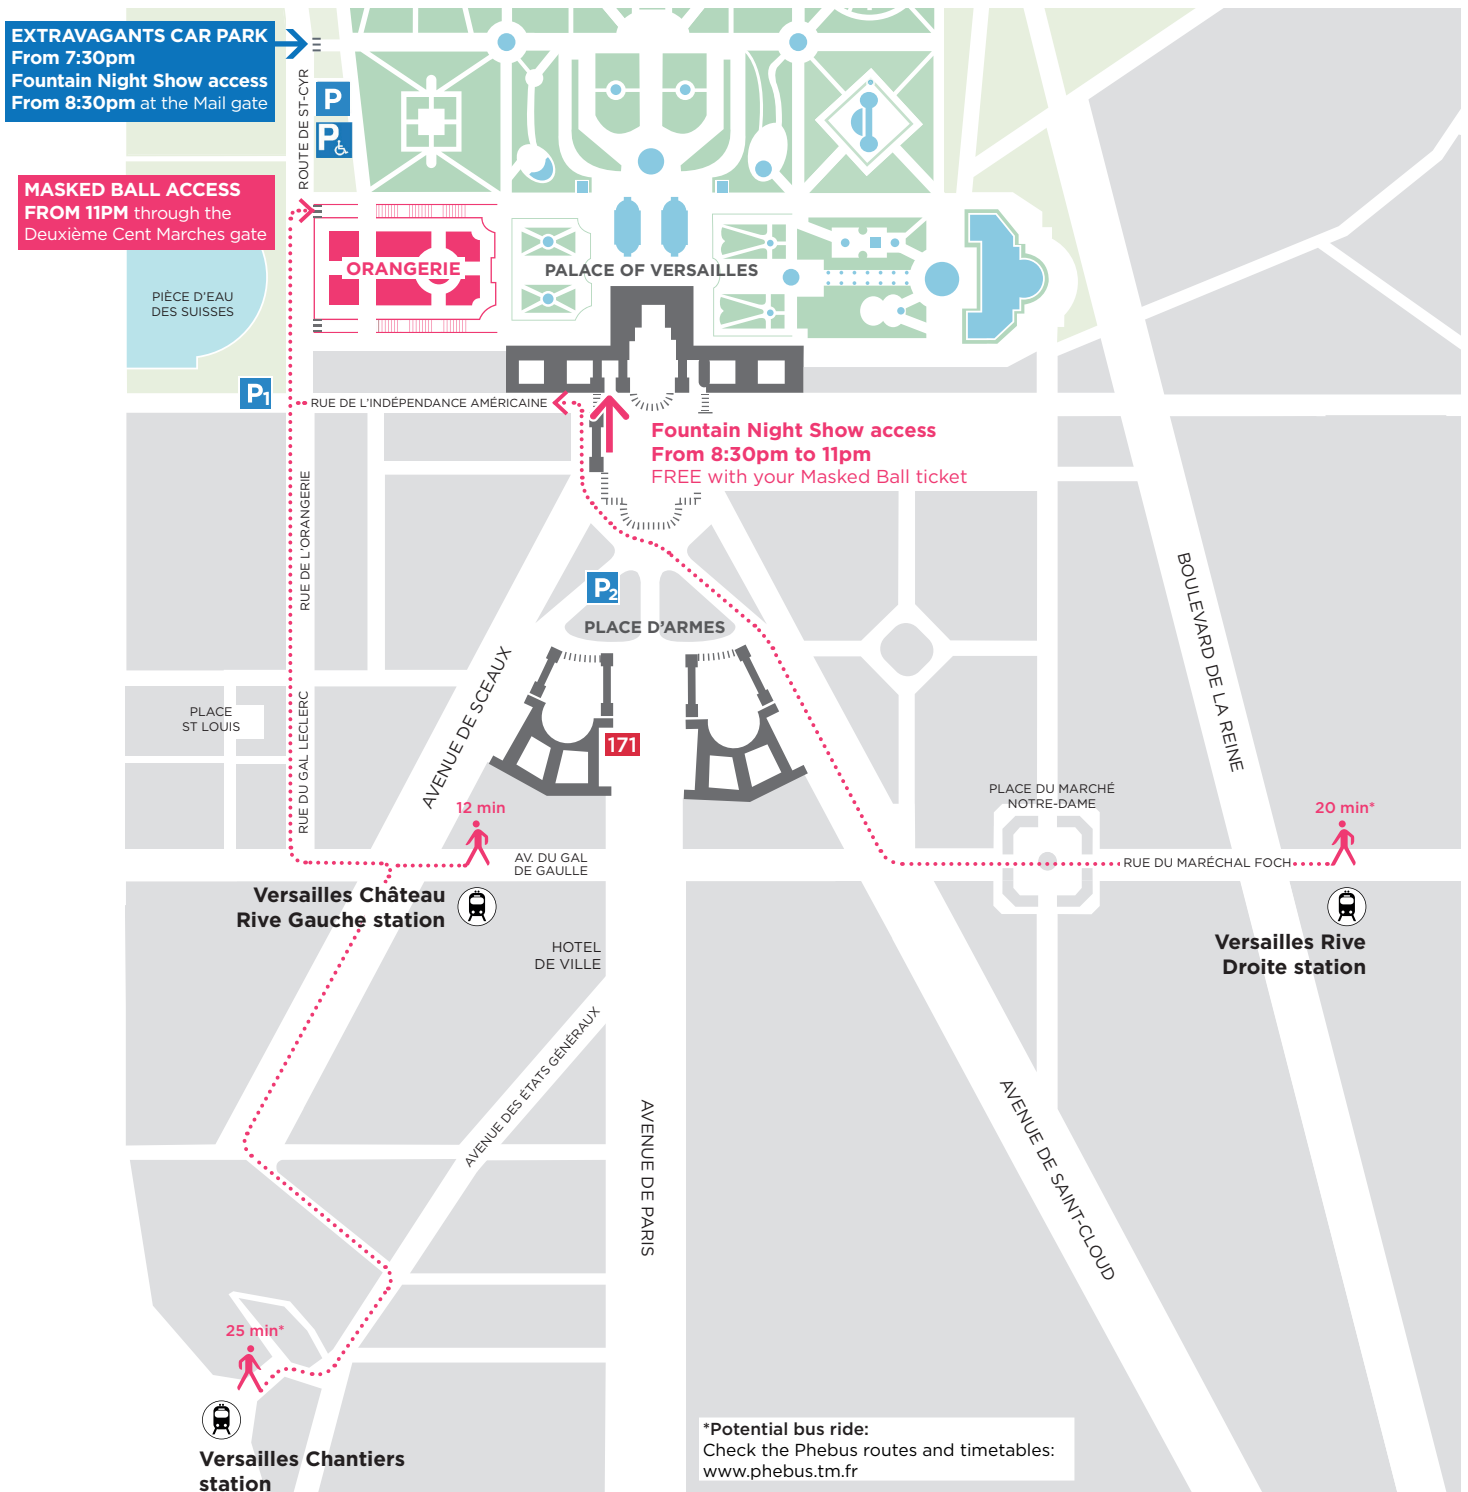 EXTRAVAGANTS CAR PARK
From 7:30pm
Fountain Night Show access
From 8:30pm at the Mail gate
P
P
ROUTE DE ST-CYR
MASKED BALL ACCESS
FROM 11PM through the
Deuxième Cent Marches gate
ORANGERIE
PALACE OF VERSAILLES
PIÈCE D'EAU
DES SUISSES
P1
RUE DE L'INDÉPENDANCE AMÉRICAINE
Fountain Night Show access
From 8:30pm to 11pm
FREE with your Masked Ball ticket
RUE DE L'ORANGERIE
P2
PLACE D'ARMES
BOULEVARD DE LA REINE
AVENUE DE SCEAUX
PLACE
ST LOUIS
RUE DU GAL LECLERC
171
12 min
PLACE DU MARCHÉ
NOTRE-DAME
20 min*
AV. DU GAL
DE GAULLE
RUE DU MARÉCHAL FOCH
Versailles Château
Rive Gauche station
Versailles Rive
Droite station
HOTEL
DE VILLE
AVENUE DES ÉTATS GÉNÉRAUX
AVENUE DE PARIS
AVENUE DE SAINT-CLOUD
25 min*
Versailles Chantiers
station
*Potential bus ride:
Check the Phebus routes and timetables:
www.phebus.tm.fr